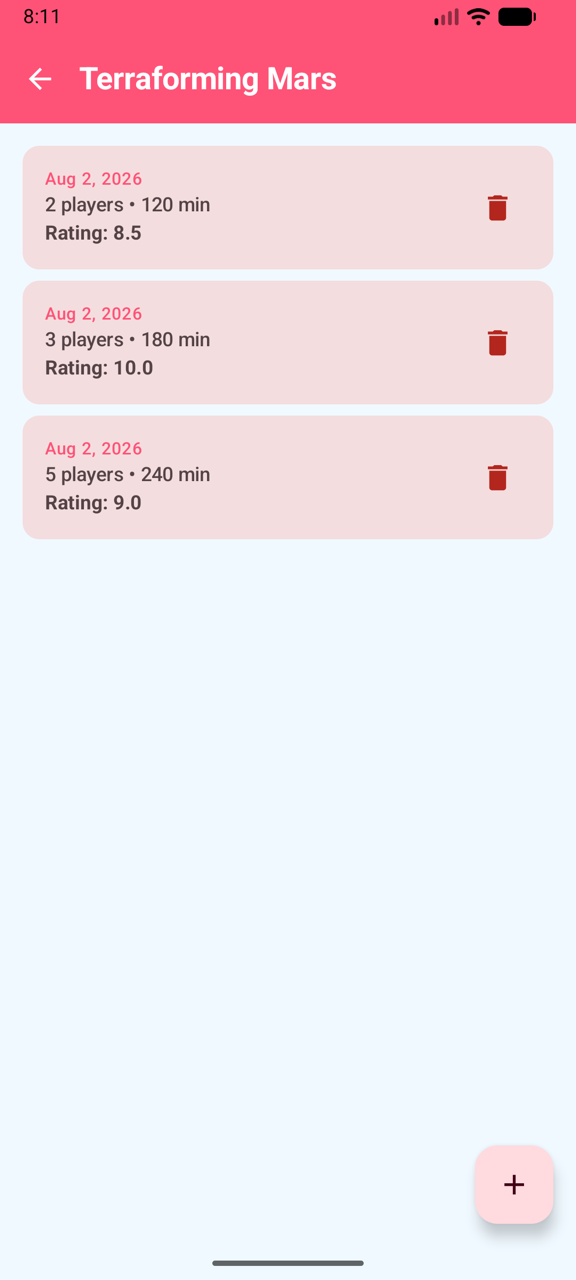 8:11
Terraforming Mars
Aug 2, 2026
2 players • 120 min
Rating: 8.5
Aug 2, 2026
3 players • 180 min
Rating: 10.0
Aug 2, 2026
5 players • 240 min
Rating: 9.0
+